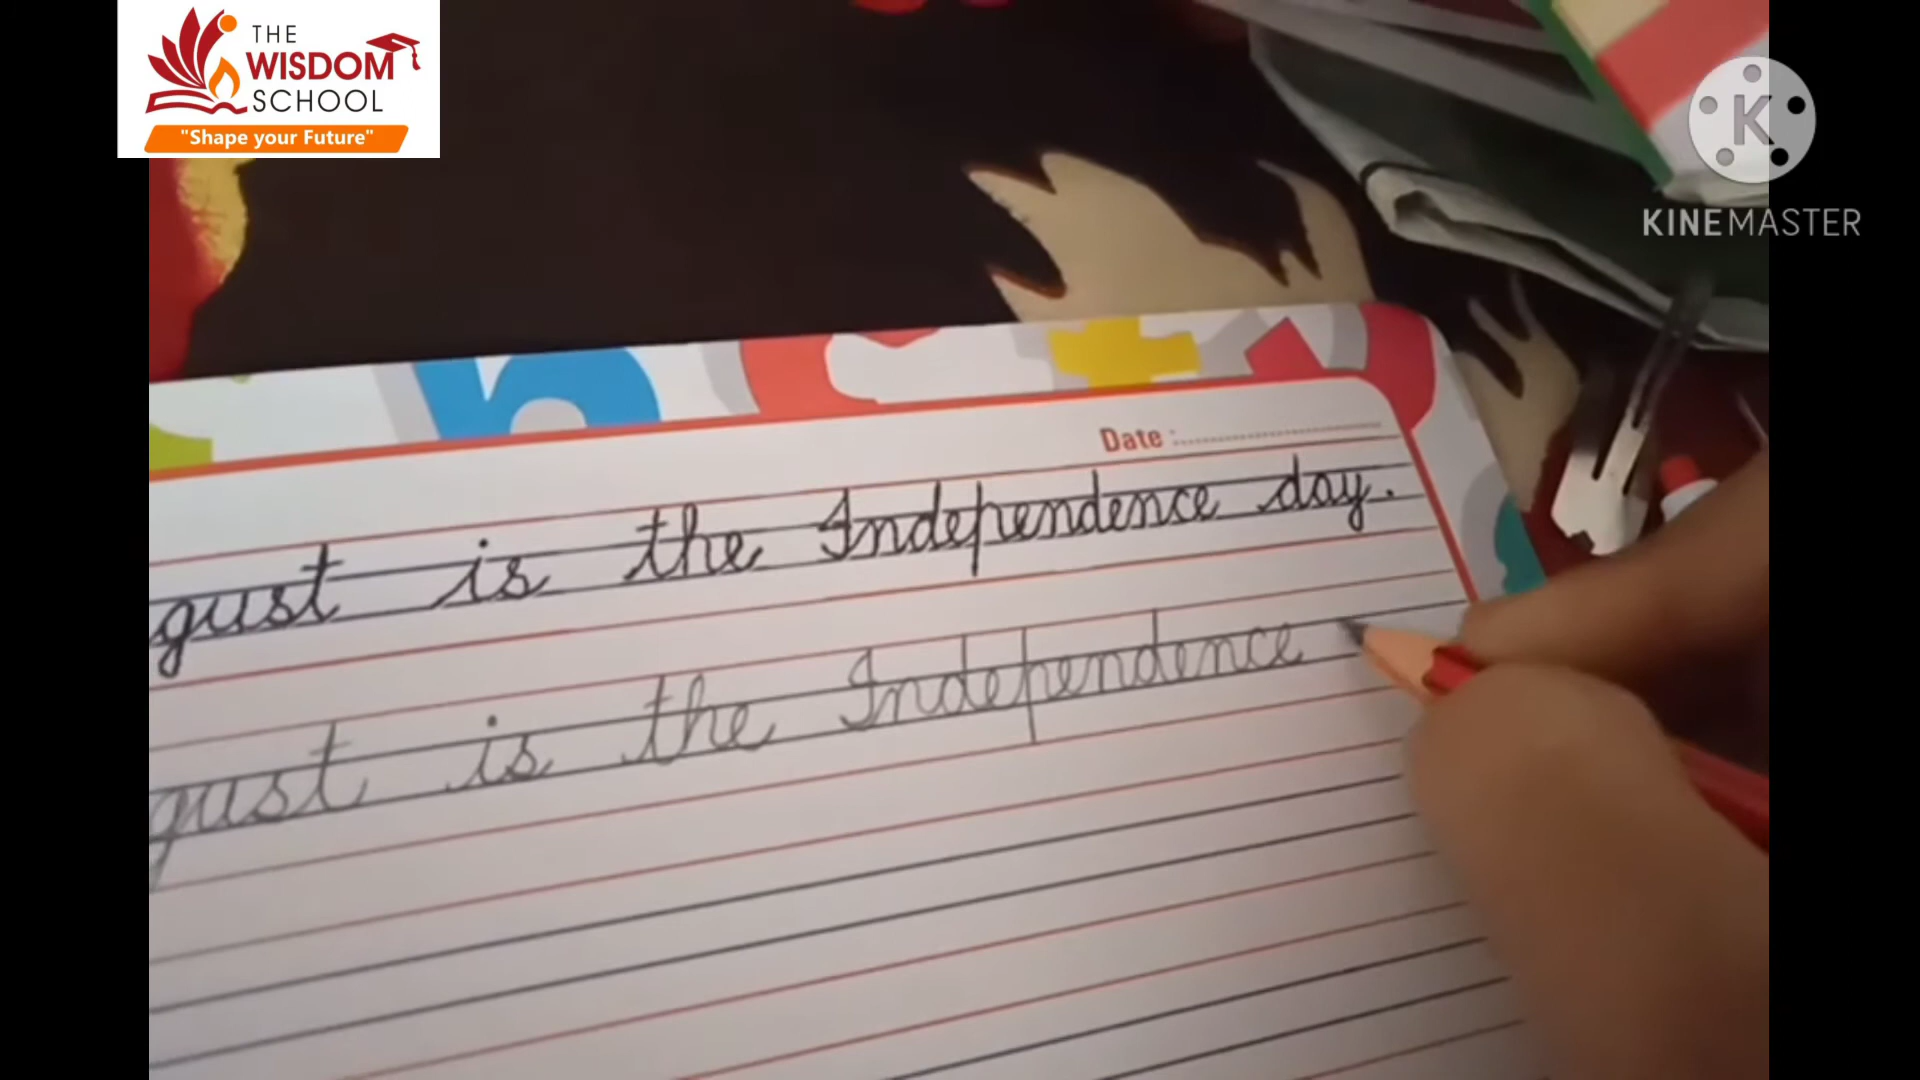 THE
WISDOM
SCHOOL
"Shape your Future"
K
KINEMASTER
Date :
gust is the Independence day.
gust is the Independence